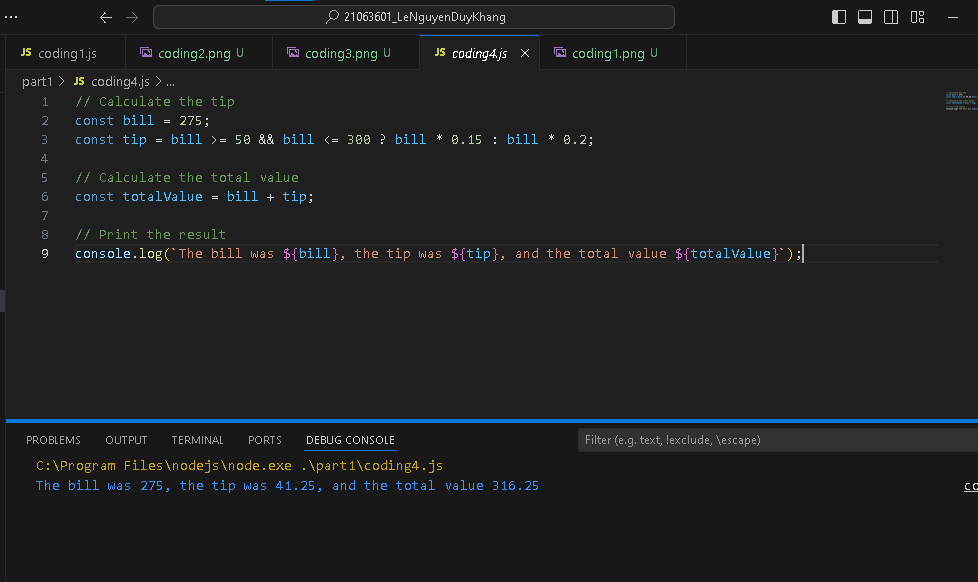 21063601_LeNguyenDuyKhang
JS coding1.js
coding2.png U
coding3.png U
JS coding4.js
coding1.png U
part1 > JS coding4.js > ...
1 // Calculate the tip
2 const bill = 275;
3 const tip = bill >= 50 && bill <= 300 ? bill * 0.15 : bill * 0.2;
4
5 // Calculate the total value
6 const totalValue = bill + tip;
7
8 // Print the result
9 console.log(`The bill was ${bill}, the tip was ${tip}, and the total value ${totalValue}`);
PROBLEMS OUTPUT TERMINAL PORTS DEBUG CONSOLE
Filter (e.g. text, !exclude, \escape)
C:\Program Files\nodejs\node.exe .\part1\coding4.js
The bill was 275, the tip was 41.25, and the total value 316.25
co